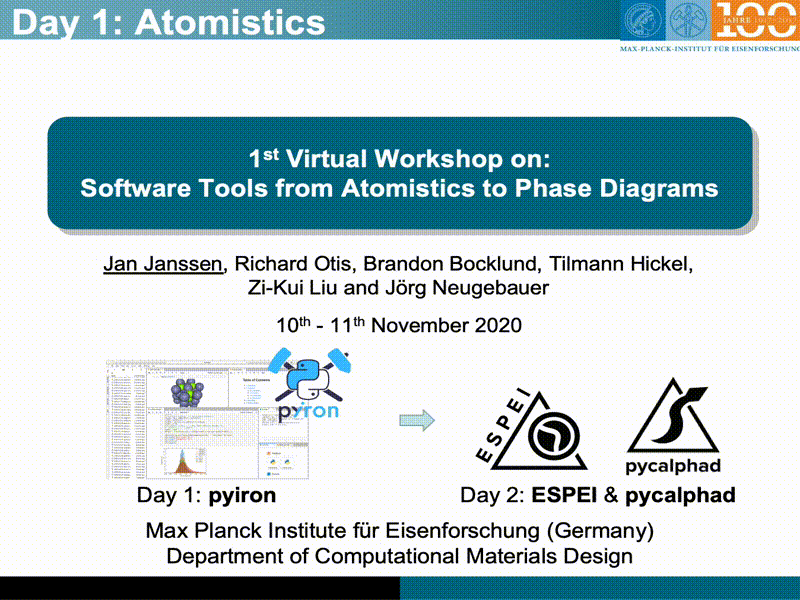 Day 1: Atomistics
100
JAHRE
MAX-PLANCK-INSTITUT FÜR EISENFORSCHUNG
1st Virtual Workshop on:
Software Tools from Atomistics to Phase Diagrams
Jan Janssen, Richard Otis, Brandon Bocklund, Tilmann Hickel,
Zi-Kui Liu and Jörg Neugebauer
10th - 11th November 2020
pyiron
ESPEI
pycalphad
Day 1: pyiron
Day 2: ESPEI & pycalphad
Max Planck Institute für Eisenforschung (Germany)
Department of Computational Materials Design